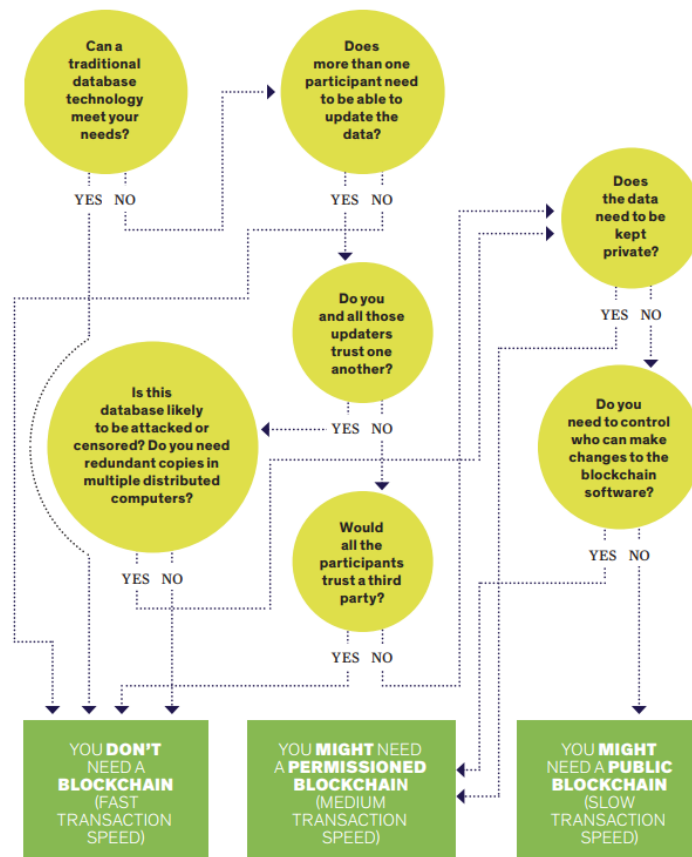 Can a
traditional
database
technology
meet your
needs?
Does
more than one
participant need
to be able to
update the
data?
YES NO
YES NO
Does
the data
need to be
kept
private?
Do you
and all those
updaters
trust one
another?
YES NO
Is this
database likely
to be attacked or
censored? Do you need
redundant copies in
multiple distributed
computers?
Do you
need to control
who can make
changes to the
blockchain
software?
YES NO
Would
all the
participants
trust a third
party?
YES NO
YES NO
YES NO
YOU DON'T
NEED A
BLOCKCHAIN
(FAST
TRANSACTION
SPEED)
YOU MIGHT NEED
A PERMISSIONED
BLOCKCHAIN
(MEDIUM
TRANSACTION
SPEED)
YOU MIGHT
NEED A PUBLIC
BLOCKCHAIN
(SLOW
TRANSACTION
SPEED)